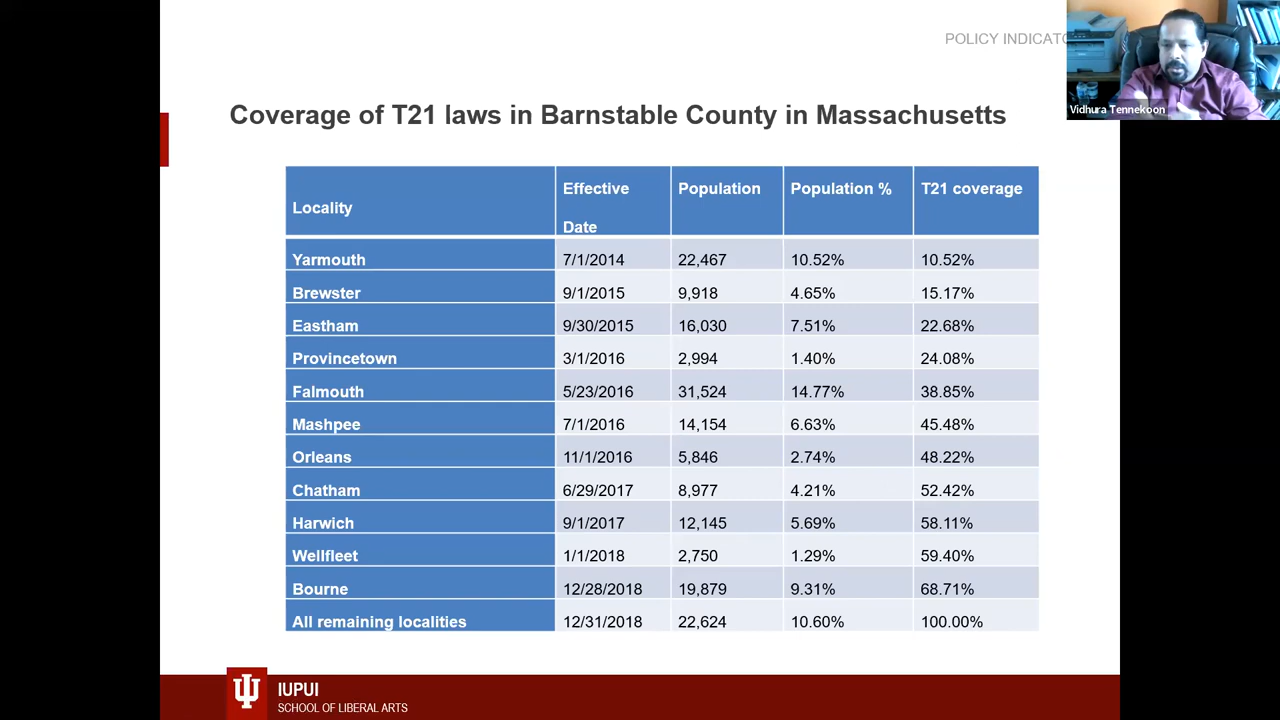 POLICY INDICATO
Vidhura Tennekoon
Coverage of T21 laws in Barnstable County in Massachusetts
Locality Effective Date Population Population % T21 coverage
Yarmouth 7/1/2014 22,467 10.52% 10.52%
Brewster 9/1/2015 9,918 4.65% 15.17%
Eastham 9/30/2015 16,030 7.51% 22.68%
Provincetown 3/1/2016 2,994 1.40% 24.08%
Falmouth 5/23/2016 31,524 14.77% 38.85%
Mashpee 7/1/2016 14,154 6.63% 45.48%
Orleans 11/1/2016 5,846 2.74% 48.22%
Chatham 6/29/2017 8,977 4.21% 52.42%
Harwich 9/1/2017 12,145 5.69% 58.11%
Wellfleet 1/1/2018 2,750 1.29% 59.40%
Bourne 12/28/2018 19,879 9.31% 68.71%
All remaining localities 12/31/2018 22,624 10.60% 100.00%
IUPUI
SCHOOL OF LIBERAL ARTS